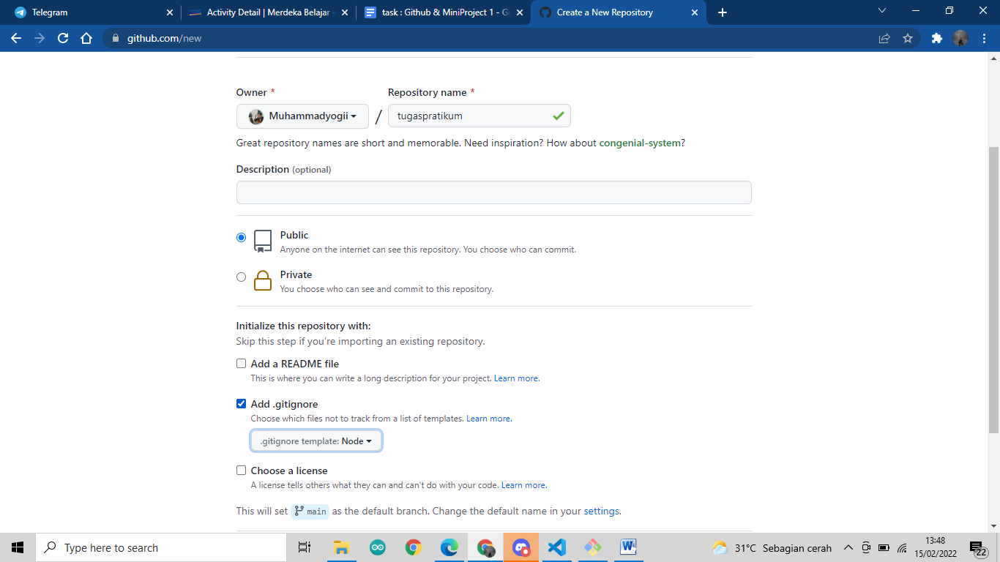 Telegram
Activity Detail | Merdeka Belajar
task : Github & MiniProject 1 - Go
Create a New Repository
github.com/new
Owner *
Repository name *
Muhammadyogii
/
tugaspratikum
Great repository names are short and memorable. Need inspiration? How about congenial-system?
Description (optional)
Public
Anyone on the internet can see this repository. You choose who can commit.
Private
You choose who can see and commit to this repository.
Initialize this repository with:
Skip this step if you're importing an existing repository.
Add a README file
This is where you can write a long description for your project. Learn more.
Add .gitignore
Choose which files not to track from a list of templates. Learn more.
.gitignore template: Node
Choose a license
A license tells others what they can and can't do with your code. Learn more.
This will set main as the default branch. Change the default name in your settings.
Type here to search
31°C Sebagian cerah
13:48
15/02/2022
22